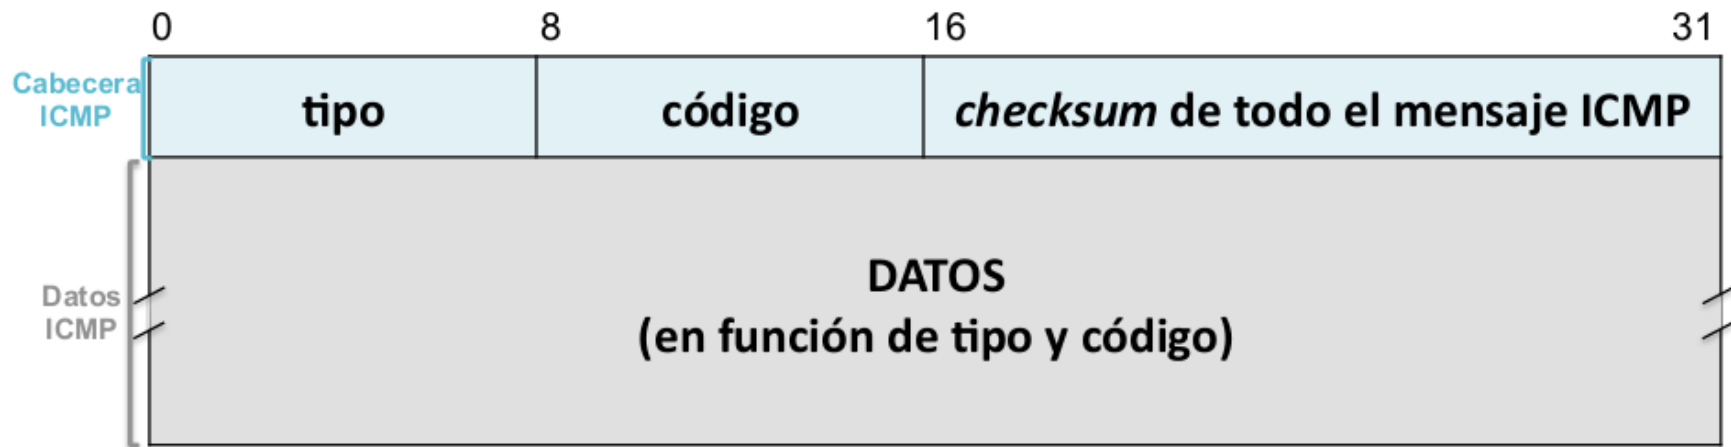 0 8 16 31
Cabecera
ICMP
tipo código checksum de todo el mensaje ICMP
Datos
ICMP
DATOS
(en función de tipo y código)